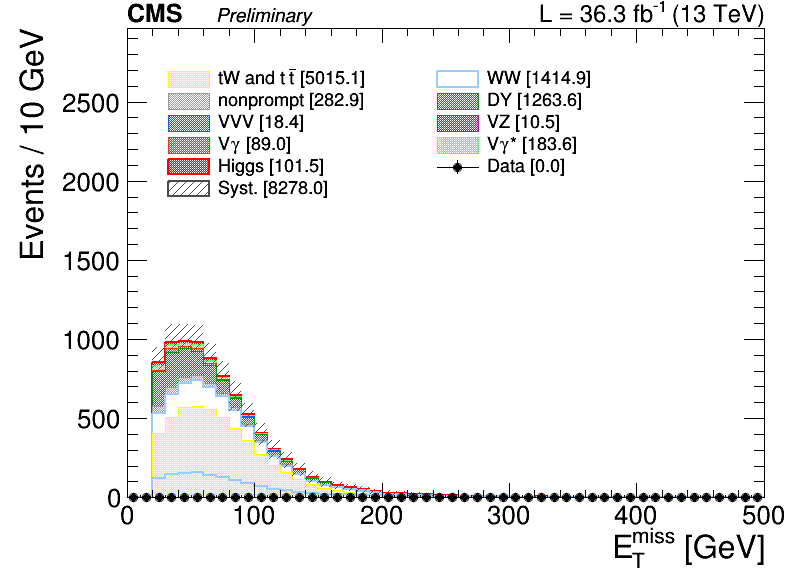 CMS Preliminary L = 36.3 fb⁻¹ (13 TeV)
Events / 10 GeV
2500
2000
1500
1000
500
0
tW and tt̄ [5015.1]
nonprompt [282.9]
VVV [18.4]
Vγ [89.0]
Higgs [101.5]
Syst. [8278.0]
WW [1414.9]
DY [1263.6]
VZ [10.5]
Vγ* [183.6]
Data [0.0]
0 100 200 300 400 500
E_T^miss [GeV]